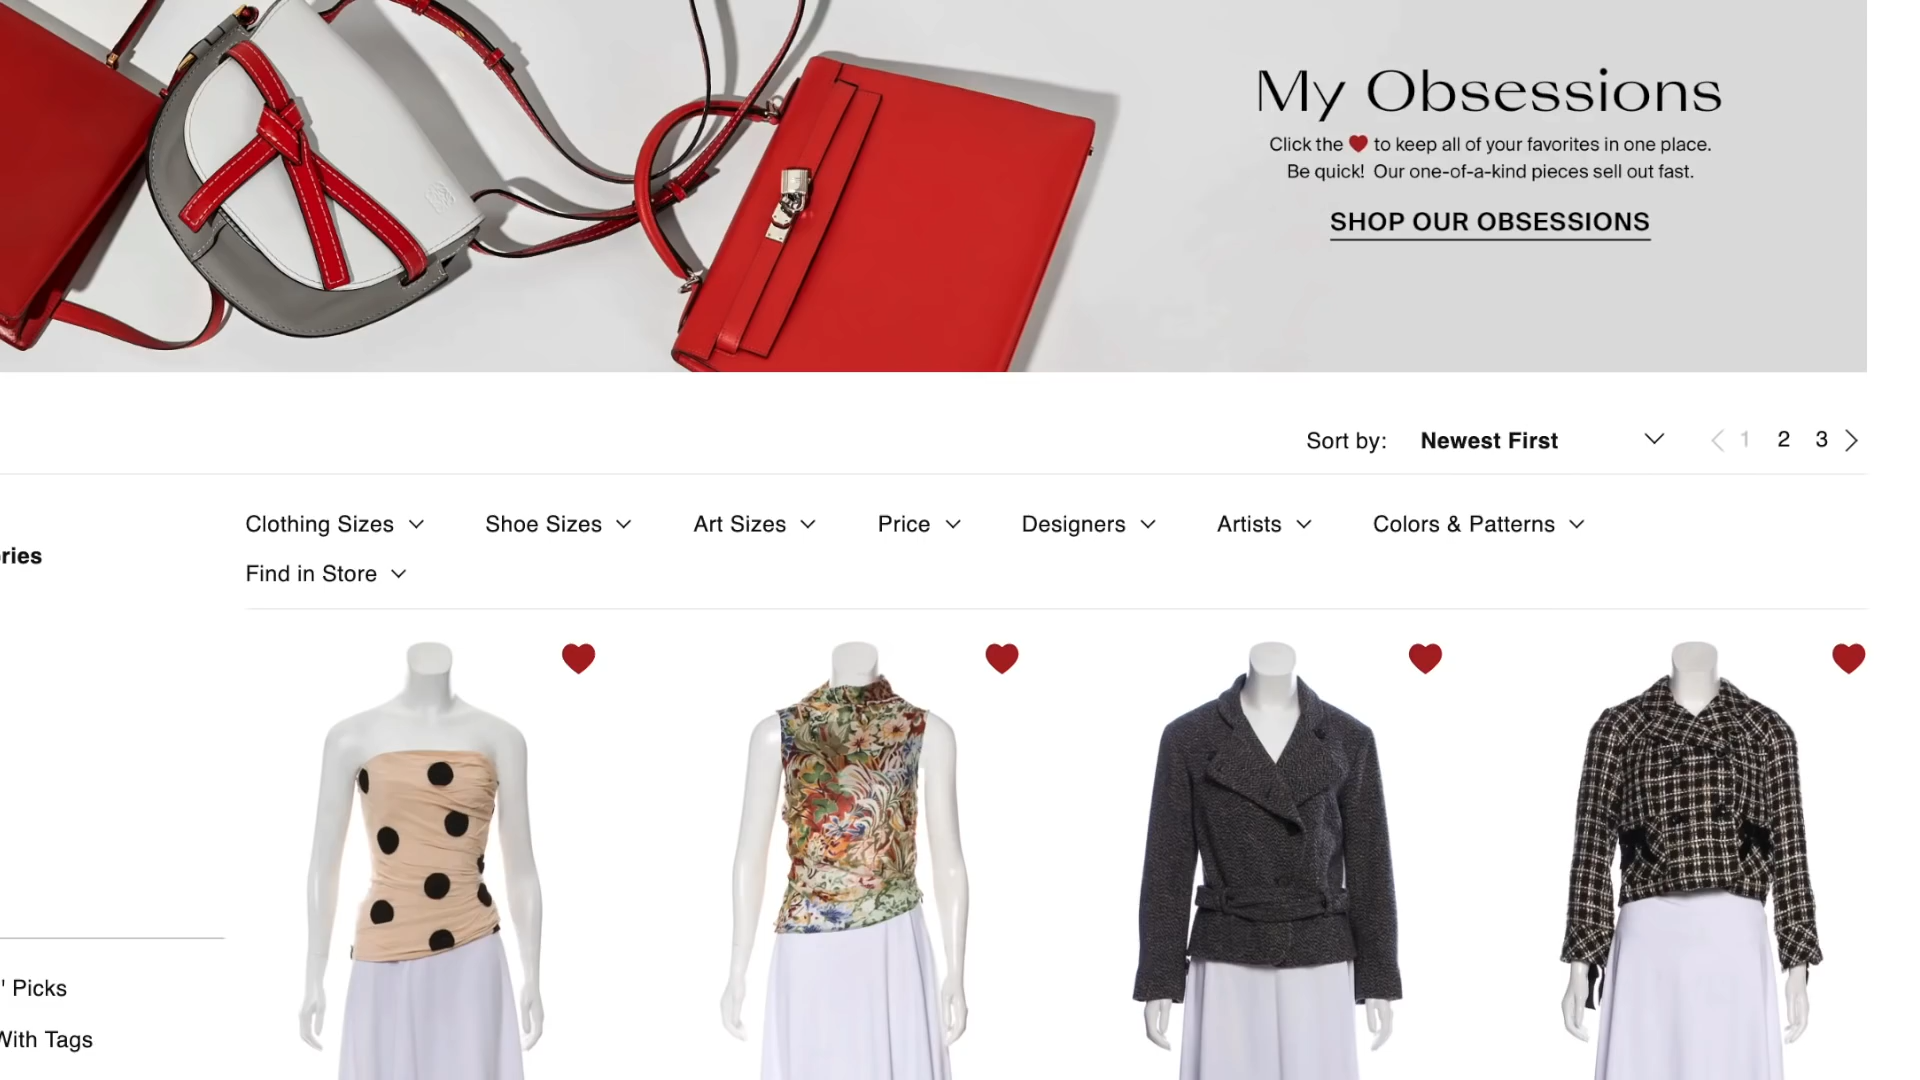 My Obsessions
Click the ❤ to keep all of your favorites in one place.
Be quick! Our one-of-a-kind pieces sell out fast.
SHOP OUR OBSESSIONS
Sort by: Newest First 1 2 3
Clothing Sizes Shoe Sizes Art Sizes Price Designers Artists Colors & Patterns
ries
Find in Store
' Picks
With Tags